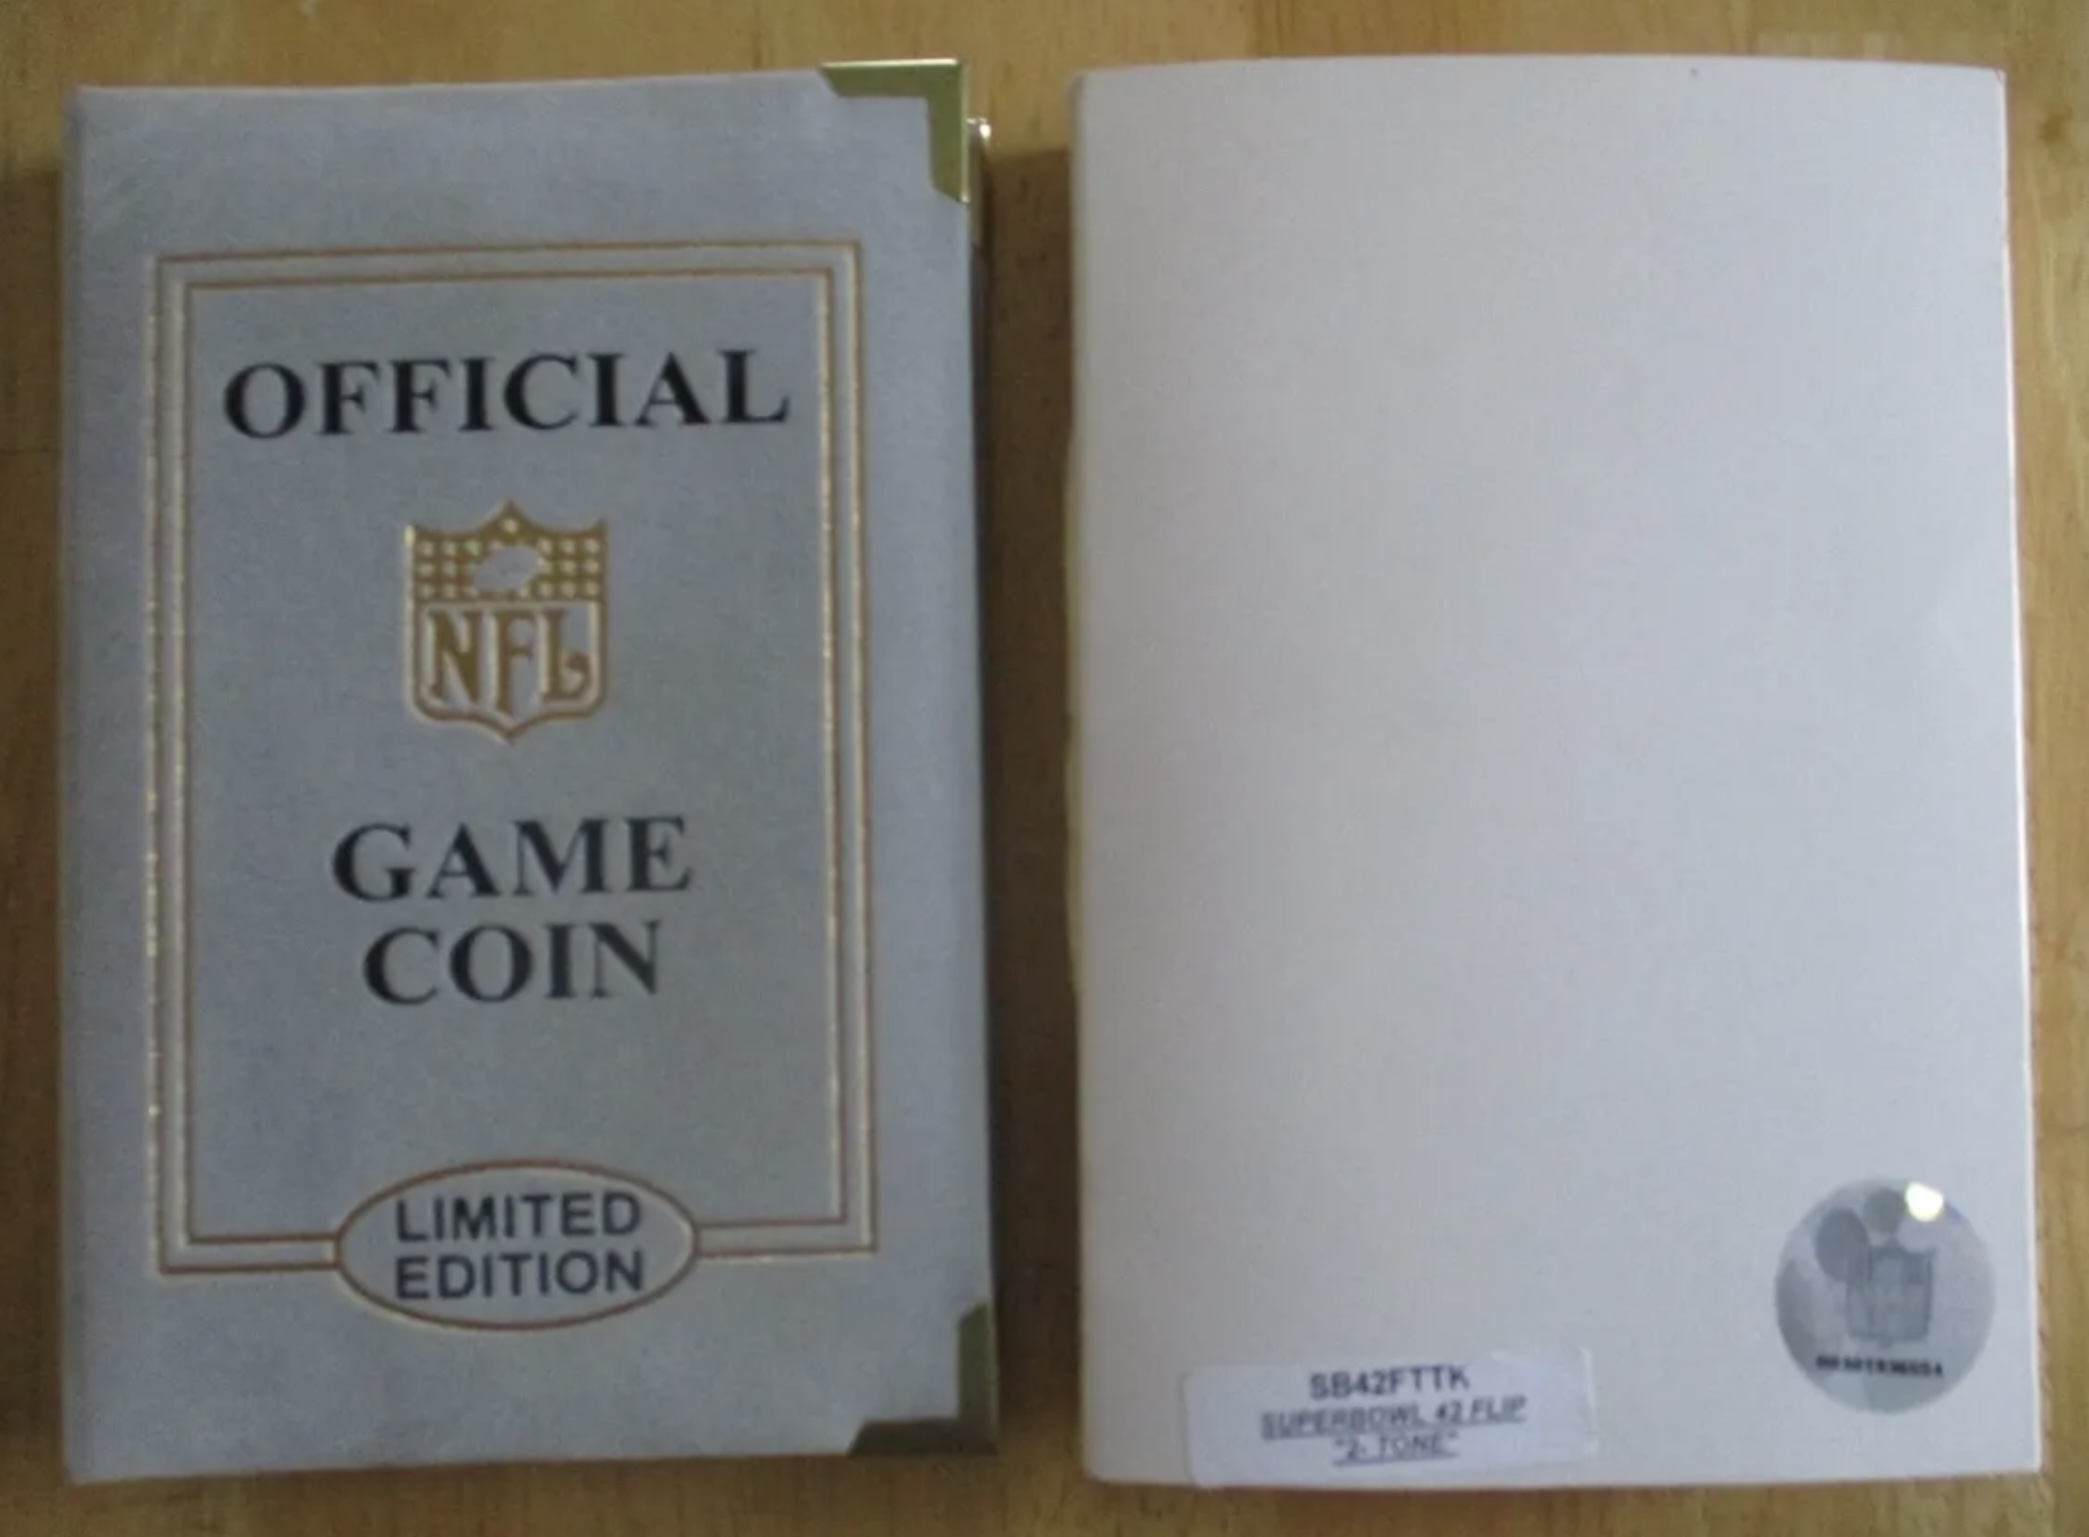 OFFICIAL
NFL
GAME
COIN
LIMITED
EDITION
SB42FTTK
SUPERBOWL 42 FLIP
"2- TONE"